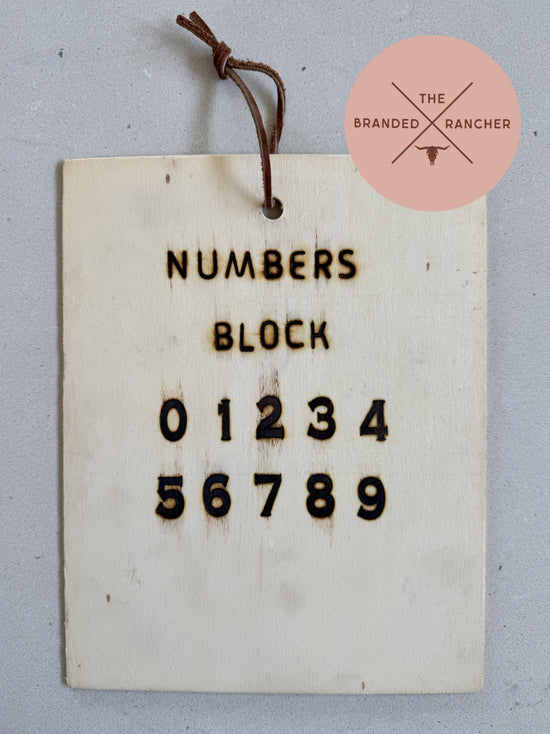 THE
BRANDED RANCHER
NUMBERS
BLOCK
0 1 2 3 4
5 6 7 8 9